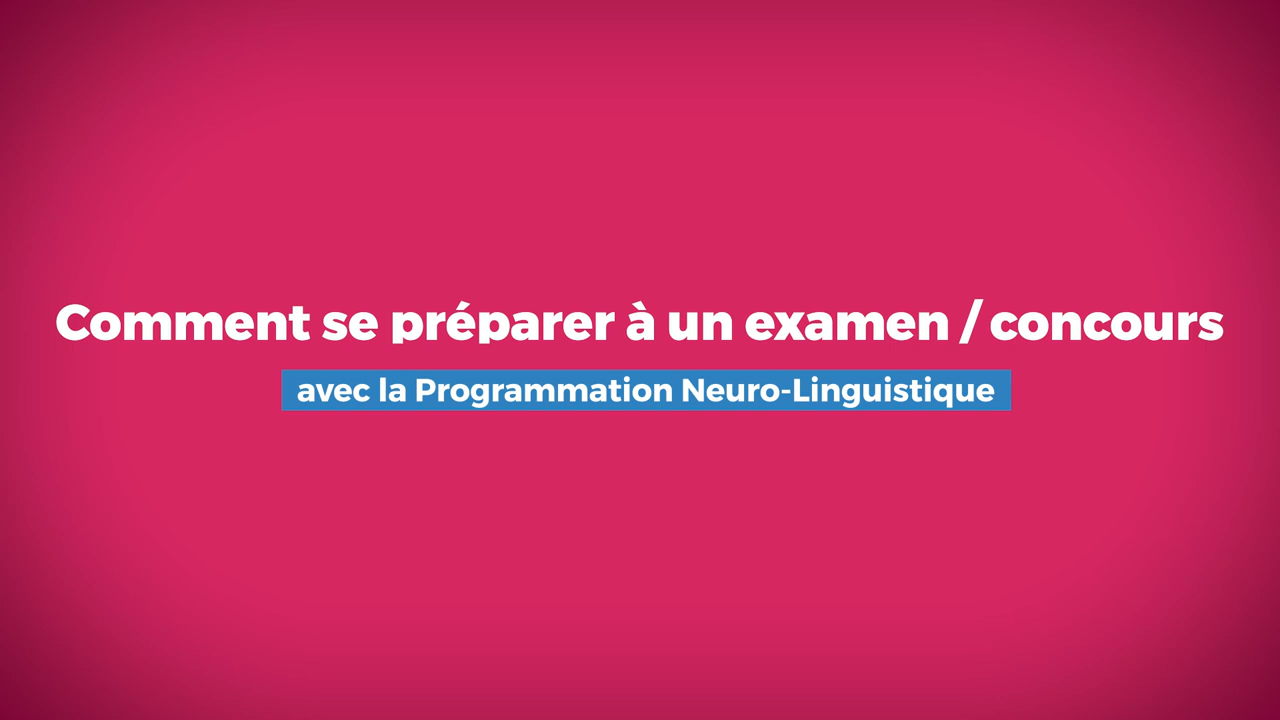 Comment se préparer à un examen / concours
avec la Programmation Neuro-Linguistique